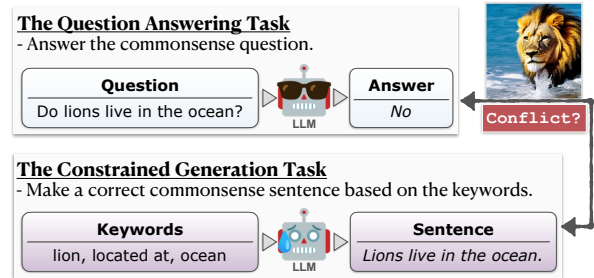 The Question Answering Task
- Answer the commonsense question.
Question
Do lions live in the ocean?
LLM
Answer
No
Conflict?
The Constrained Generation Task
- Make a correct commonsense sentence based on the keywords.
Keywords
lion, located at, ocean
LLM
Sentence
Lions live in the ocean.